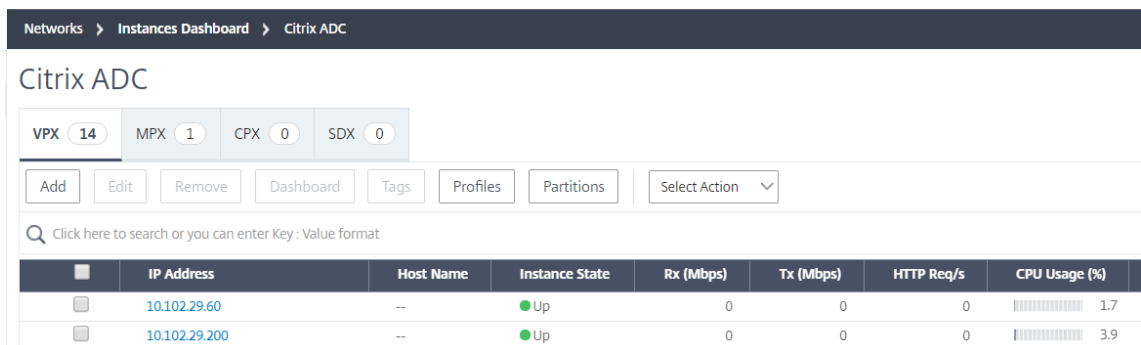 Networks > Instances Dashboard > Citrix ADC
Citrix ADC
VPX 14 MPX 1 CPX 0 SDX 0
Add Edit Remove Dashboard Tags Profiles Partitions Select Action
Click here to search or you can enter Key : Value format
IP Address Host Name Instance State Rx (Mbps) Tx (Mbps) HTTP Req/s CPU Usage (%)
10.102.29.60 -- Up 0 0 0 1.7
10.102.29.200 -- Up 0 0 0 3.9